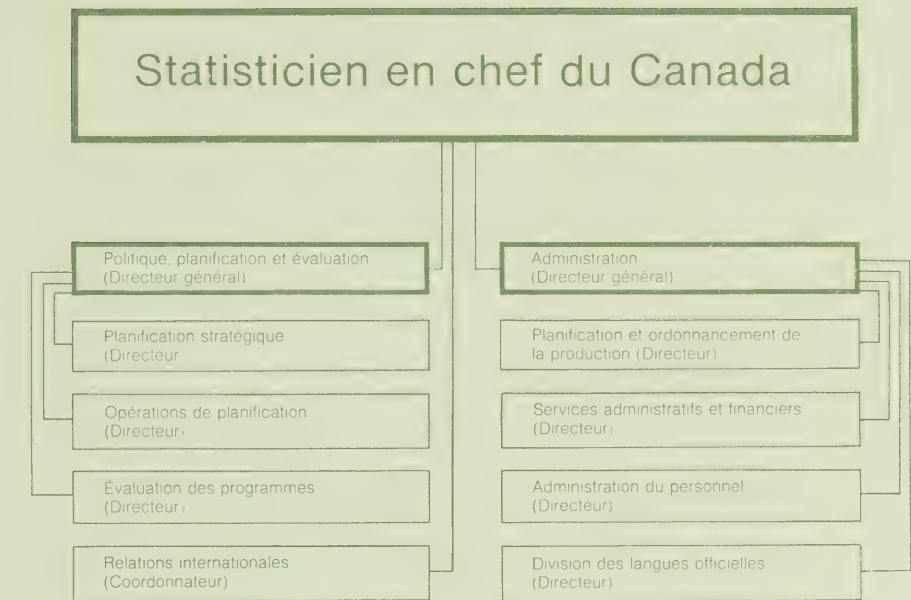 Statisticien en chef du Canada
Politique, planification et évaluation
(Directeur général)
Planification stratégique
(Directeur
Opérations de planification
(Directeur)
Évaluation des programmes
(Directeur)
Relations internationales
(Coordonnateur)
Administration
(Directeur général)
Planification et ordonnancement de
la production (Directeur)
Services administratifs et financiers
(Directeur)
Administration du personnel
(Directeur)
Division des langues officielles
(Directeur)